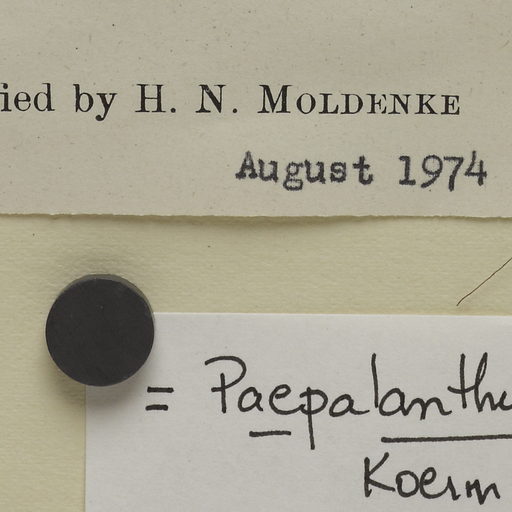 ied by H. N. MOLDENKE
August 1974
= Paepalanthu
Koern